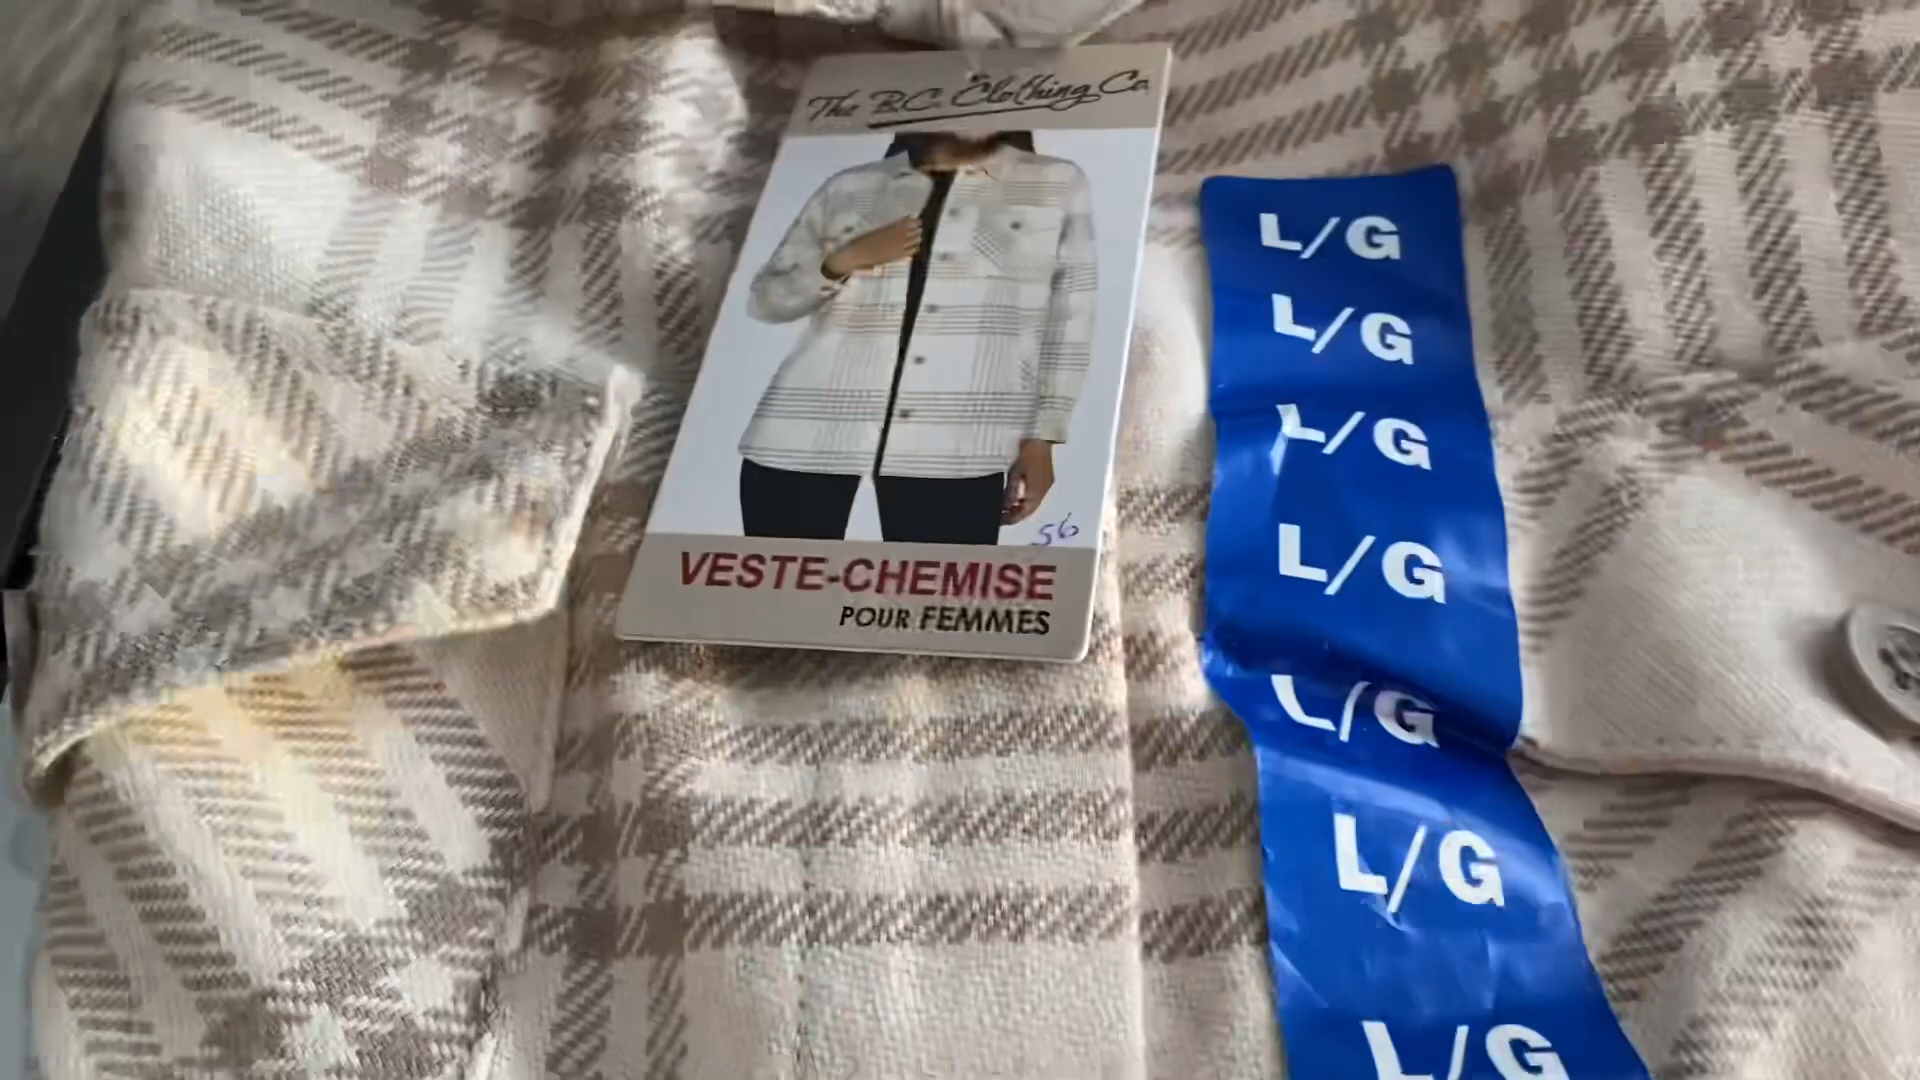 The B.C. Clothing Co.
56
VESTE-CHEMISE
POUR FEMMES
L/G
L/G
L/G
L/G
L/G
L/G
L/G